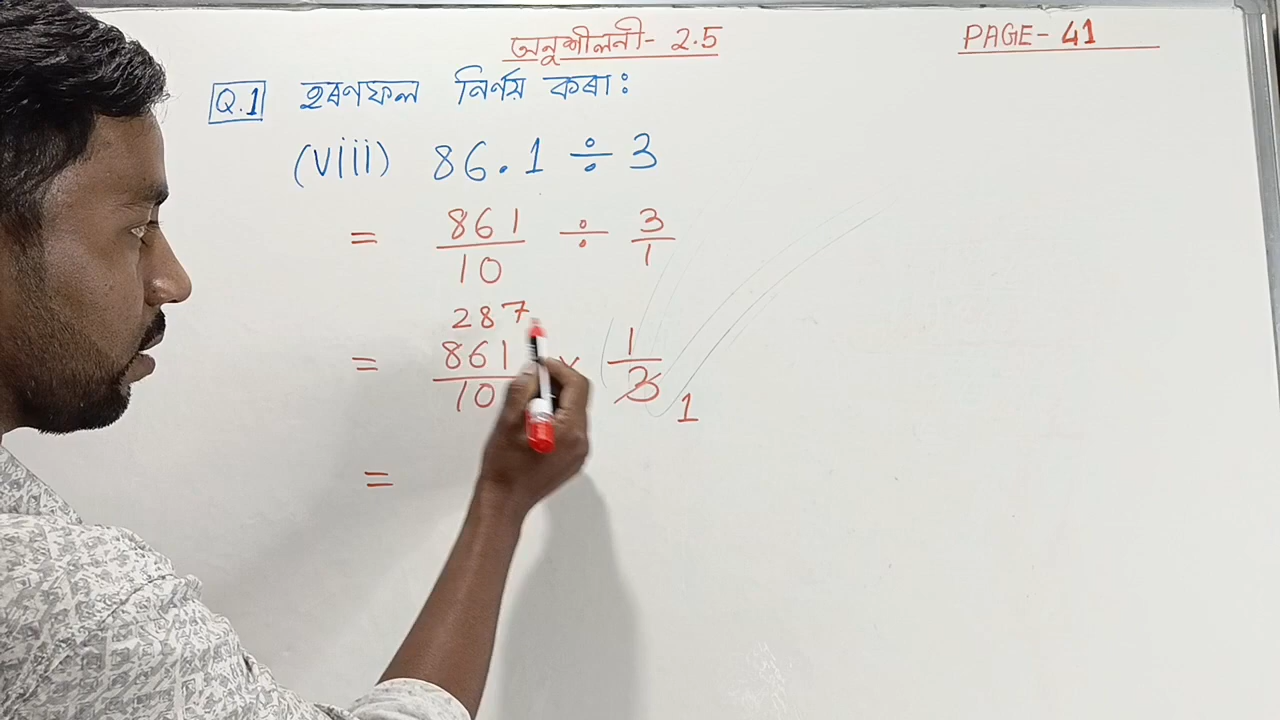 অনুশীলনী- 2.5
PAGE- 41
Q.1 হৰণফল নিৰ্ণয় কৰা :
(viii) 86.1 ÷ 3
= 861/10 ÷ 3/1
287
= 861/10 × 1/3
1
=